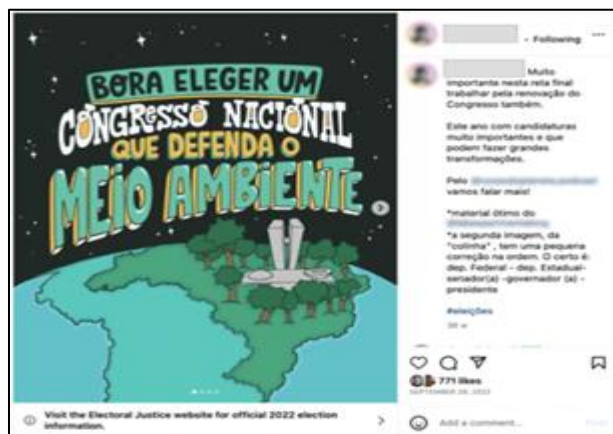 BORA ELEGER UM
CONGRESSO NACIONAL
QUE DEFENDA O
MEIO AMBIENTE
Visit the Electoral Justice website for official 2022 election
information.
- Following
Muito
importante nesta reta final
trabalhar pela renovação do
Congresso também.
Este ano com candidaturas
muito importantes e que
podem fazer grandes
transformações.
Pelo
vamos falar mais!
*material ótimo do
*a segunda imagem, da
"colinha", tem uma pequena
correção na ordem. O certo é:
dep. Federal - dep. Estadual-
senador(a) -governador (a) -
presidente
#eleições
771 likes
Add a comment...